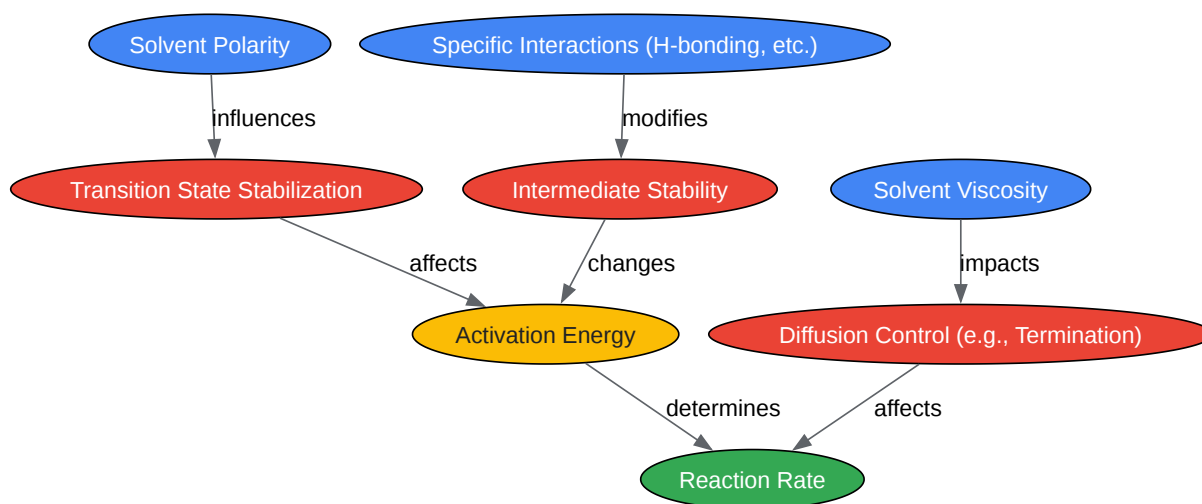 Solvent Polarity
Specific Interactions (H-bonding, etc.)
influences
modifies
Transition State Stabilization
Intermediate Stability
Solvent Viscosity
affects
changes
impacts
Activation Energy
Diffusion Control (e.g., Termination)
determines
affects
Reaction Rate